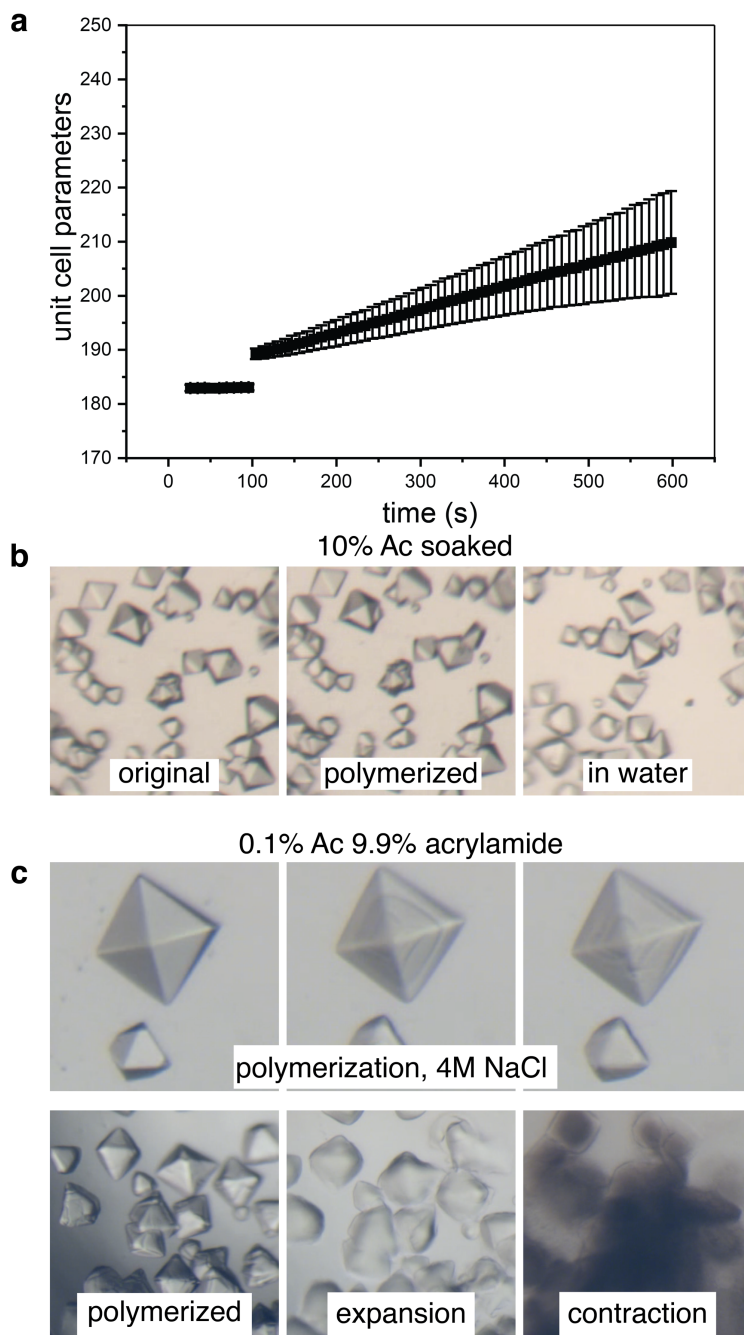 a
250
240
230
220
210
200
190
180
170
unit cell parameters
0 100 200 300 400 500 600
time (s)
b
10% Ac soaked
original
polymerized
in water
0.1% Ac 9.9% acrylamide
c
polymerization, 4M NaCl
polymerized
expansion
contraction